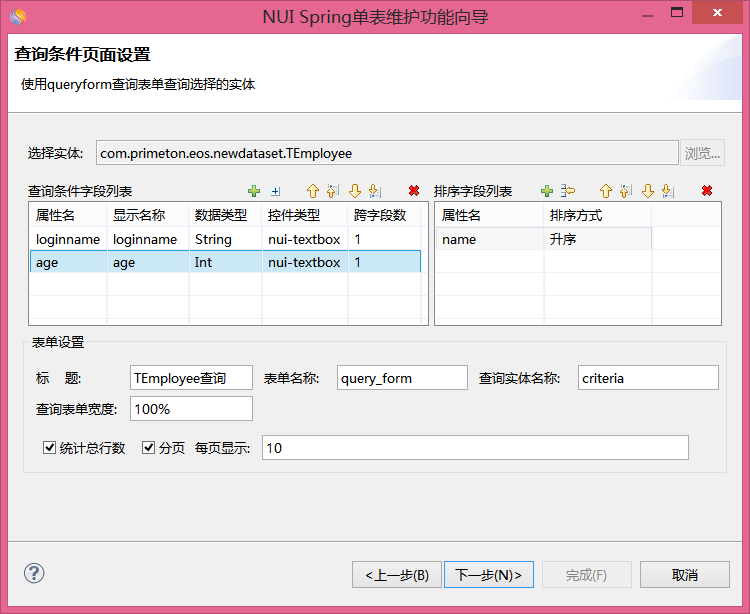 NUI Spring单表维护功能向导
查询条件页面设置
使用queryform查询表单查询选择的实体
选择实体: com.primeton.eos.newdataset.TEmployee 浏览...
查询条件字段列表 排序字段列表
属性名 显示名称 数据类型 控件类型 跨字段数 属性名 排序方式
loginname loginname String nui-textbox 1 name 升序
age age Int nui-textbox 1
表单设置
标 题: TEmployee查询 表单名称: query_form 查询实体名称: criteria
查询表单宽度: 100%
统计总行数 分页 每页显示: 10
<上一步(B) 下一步(N)> 完成(F) 取消